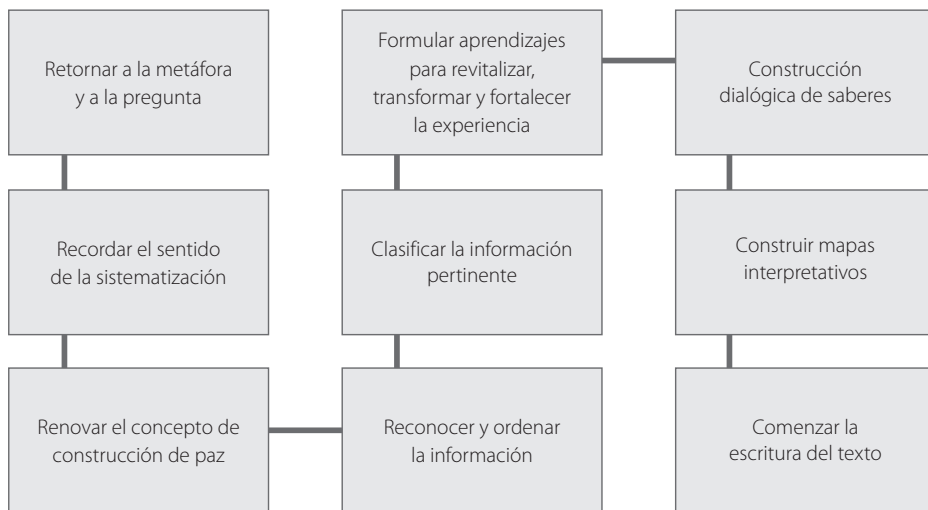 Retornar a la metáfora
y a la pregunta
Recordar el sentido
de la sistematización
Renovar el concepto de
construcción de paz
Reconocer y ordenar
la información
Clasificar la información
pertinente
Formular aprendizajes
para revitalizar,
transformar y fortalecer
la experiencia
Construcción
dialógica de saberes
Construir mapas
interpretativos
Comenzar la
escritura del texto